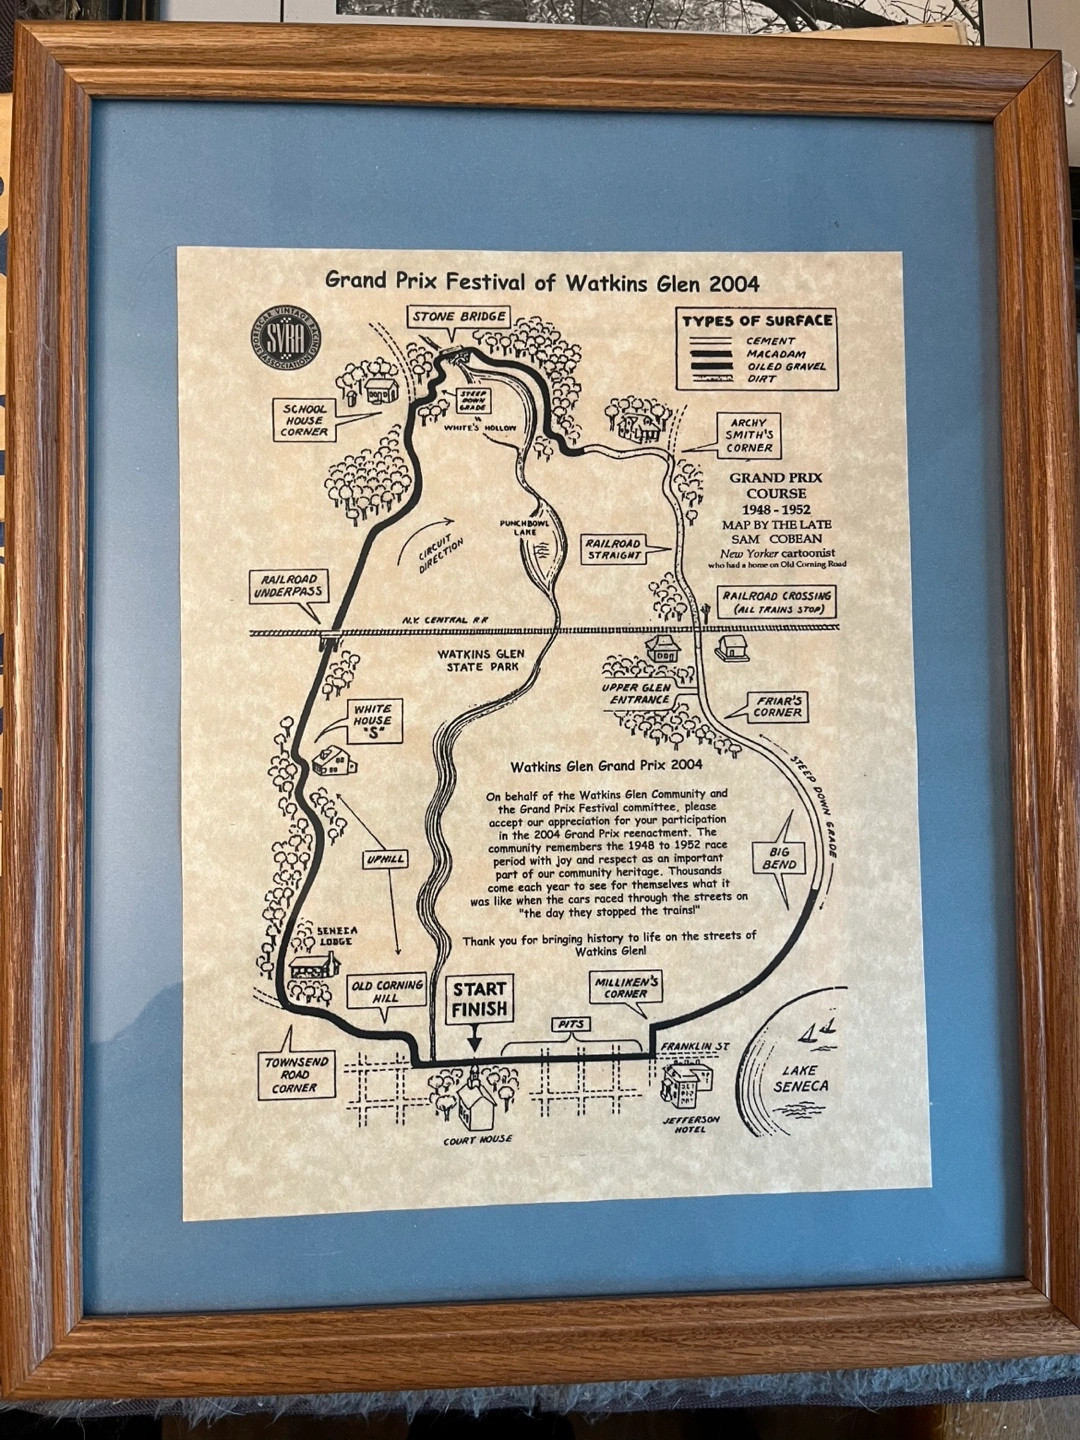 Grand Prix Festival of Watkins Glen 2004
SVRA
STONE BRIDGE
TYPES OF SURFACE
CEMENT
MACADAM
OILED GRAVEL
DIRT
SCHOOL
HOUSE
CORNER
STEEP
DOWN
GRADE
WHITE'S HOLLOW
ARCHY
SMITH'S
CORNER
GRAND PRIX
COURSE
1948 - 1952
MAP BY THE LATE
SAM COBEAN
New Yorker cartoonist
who had a home on Old Corning Road
CIRCUIT
DIRECTION
PUNCHBOWL
LAKE
RAILROAD
STRAIGHT
RAILROAD
UNDERPASS
RAILROAD CROSSING
(ALL TRAINS STOP)
N.Y. CENTRAL R R
WATKINS GLEN
STATE PARK
UPPER GLEN
ENTRANCE
FRIAR'S
CORNER
WHITE
HOUSE
"S"
STEEP DOWN GRADE
Watkins Glen Grand Prix 2004
On behalf of the Watkins Glen Community and
the Grand Prix Festival committee, please
accept our appreciation for your participation
in the 2004 Grand Prix reenactment. The
community remembers the 1948 to 1952 race
period with joy and respect as an important
part of our community heritage. Thousands
come each year to see for themselves what it
was like when the cars raced through the streets on
"the day they stopped the trains!"
Thank you for bringing history to life on the streets of
Watkins Glen!
UPHILL
BIG
BEND
SENECA
LODGE
OLD CORNING
HILL
START
FINISH
MILLIKEN'S
CORNER
PITS
FRANKLIN ST
TOWNSEND
ROAD
CORNER
COURT HOUSE
JEFFERSON
HOTEL
LAKE
SENECA